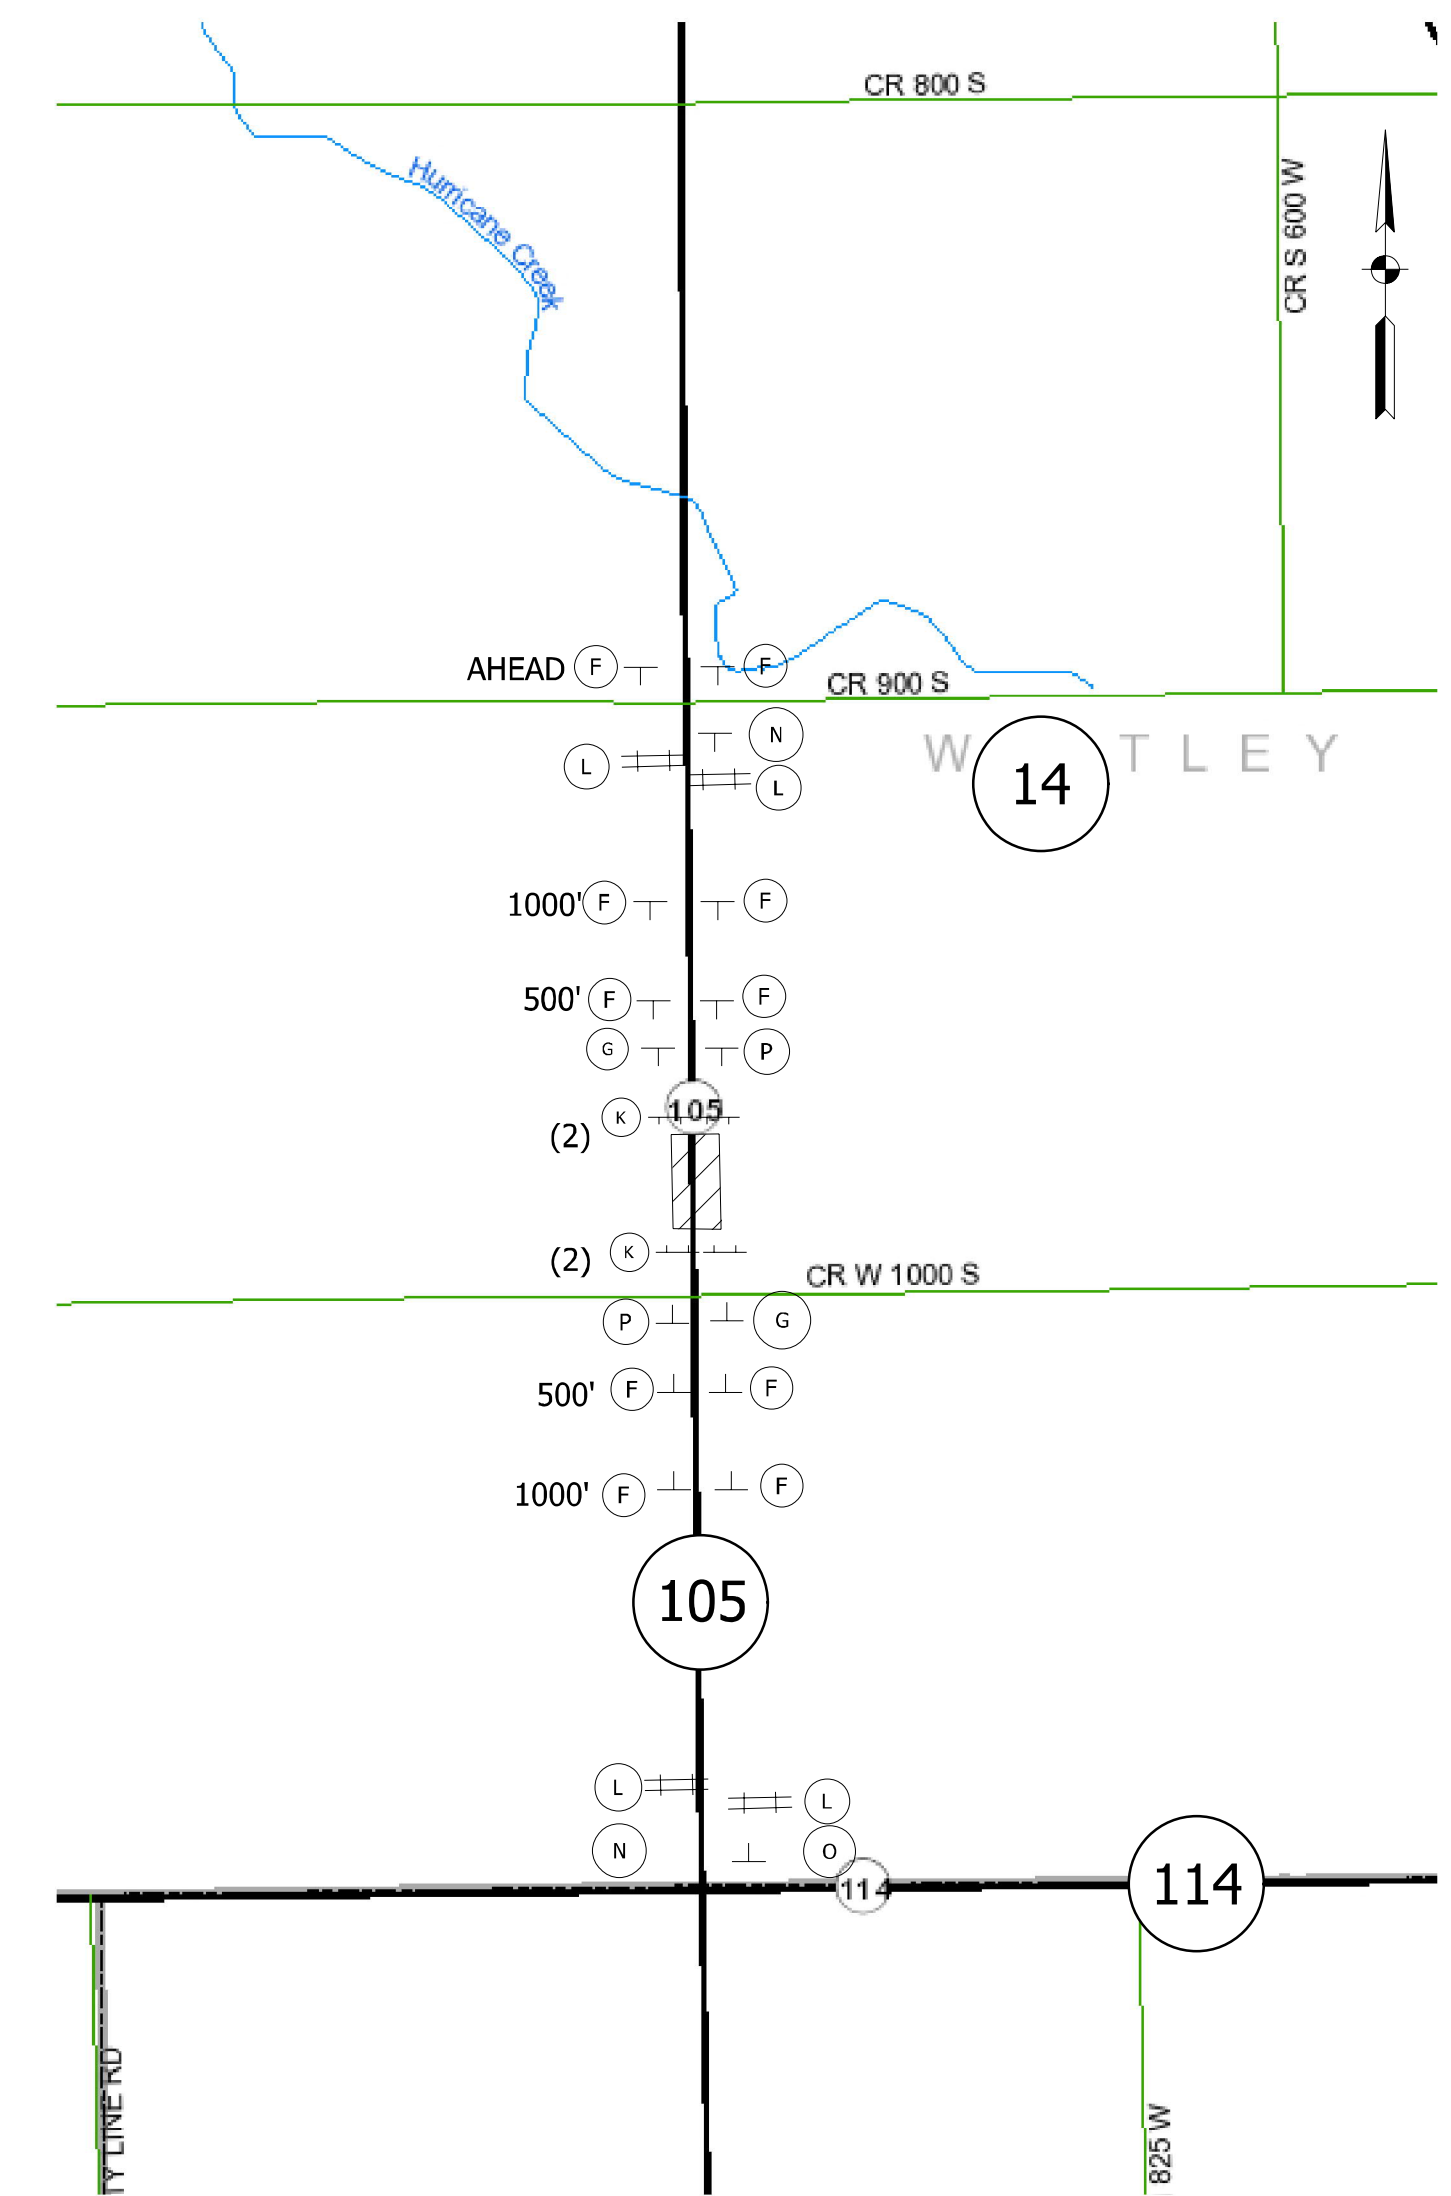 CR 800 S
Hurricane Creek
CR S 600 W
AHEAD F F
CR 900 S
N
W TLEY
L
14
L
1000' F F
500' F F
G P
105
K
(2)
K
(2)
CR W 1000 S
P G
500' F F
1000' F F
105
L L
N O
114
114
TY LINE RD
825 W